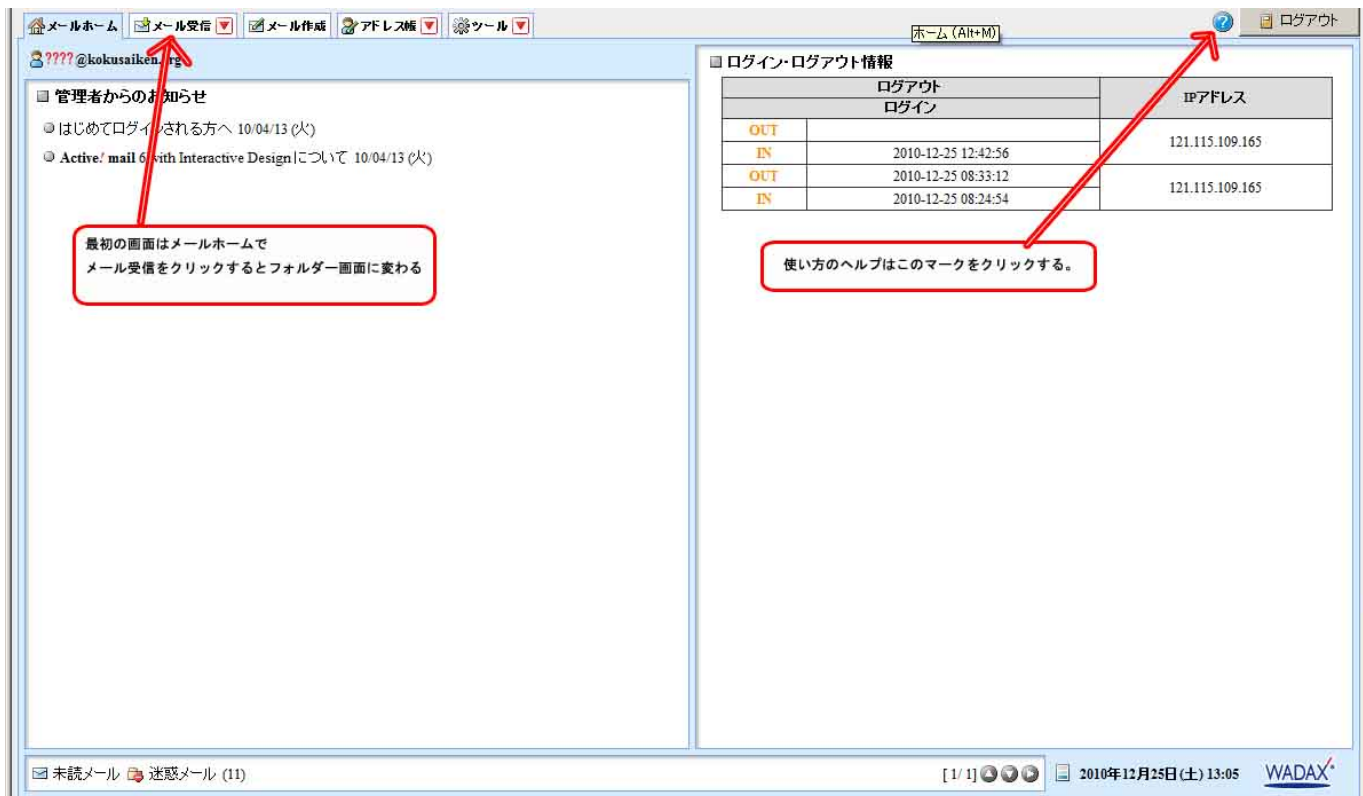 メールホーム メール受信 メール作成 アドレス帳 ツール
ホーム (Alt+M)
ログアウト
????@kokusaiken.org
管理者からのお知らせ
はじめてログインされる方へ 10/04/13 (火)
Active! mail 6 with Interactive Designについて 10/04/13 (火)
最初の画面はメールホームで
メール受信をクリックするとフォルダー画面に変わる
ログイン・ログアウト情報
ログアウト
ログイン
IPアドレス
OUT
IN 2010-12-25 12:42:56
121.115.109.165
OUT 2010-12-25 08:33:12
IN 2010-12-25 08:24:54
121.115.109.165
使い方のヘルプはこのマークをクリックする。
未読メール 迷惑メール (11)
[1/1]
2010年12月25日(土) 13:05
WADAX